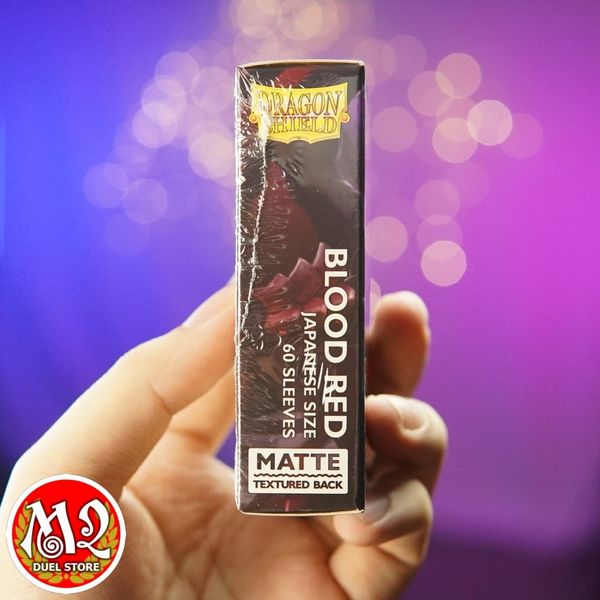 DRAGON
SHIELD
BLOOD RED
JAPANESE SIZE
60 SLEEVES
MATTE
TEXTURED BACK
M2
DUEL STORE